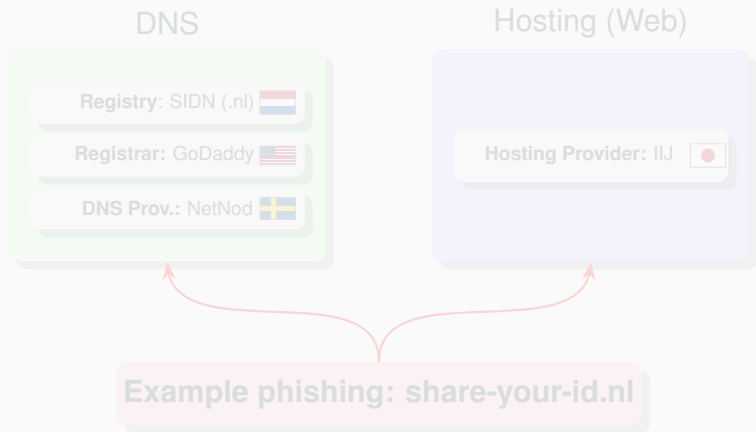 DNS
Hosting (Web)
Registry: SIDN (.nl)
Registrar: GoDaddy
DNS Prov.: NetNod
Hosting Provider: IIJ
Example phishing: share-your-id.nl